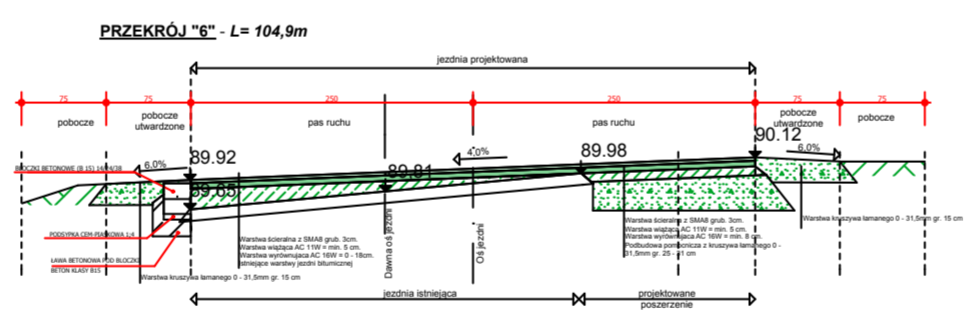 PRZEKRÓJ "6" - L= 104,9m
jezdnia projektowana
75
75
250
250
75
75
pobocze
pobocze
utwardzone
pas ruchu
pas ruchu
pobocze
utwardzone
pobocze
90.12
6.0%
89.92
89.81
4.0%
89.98
6.0%
BLOCZKI BETONOWE (B 15)
89.65
PODSYPKA CEM-PIASKOWA 1:4
ŁAWA BETONOWA POD BLOCZKI
BETON KLASY B15
Warstwa ścieralna z SMA8 grub. 3cm.
Warstwa wiążąca AC 11W = min. 5 cm.
Warstwa wyrównująca AC 16W = 0 - 18cm.
istniejące warstwy jezdni bitumicznej
Warstwa kruszywa łamanego 0 - 31,5mm gr. 15 cm
Dawna oś jezdni
Oś jezdni
Warstwa ścieralna z SMA8 grub. 3cm.
Warstwa wiążąca AC 11W = min. 5 cm.
Warstwa wyrównująca AC 16W = min. 8 cm.
Podbudowa pomocnicza z kruszywa łamanego 0 -
31,5mm gr. 25 - 31 cm
Warstwa kruszywa łamanego 0 - 31,5mm gr. 15 cm
jezdnia istniejąca
projektowane
poszerzenie